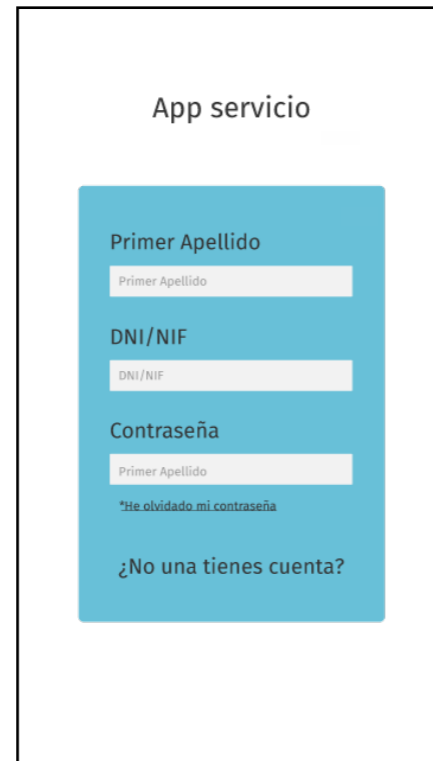 App servicio
Primer Apellido
Primer Apellido
DNI/NIF
DNI/NIF
Contraseña
Primer Apellido
*He olvidado mi contraseña
¿No una tienes cuenta?